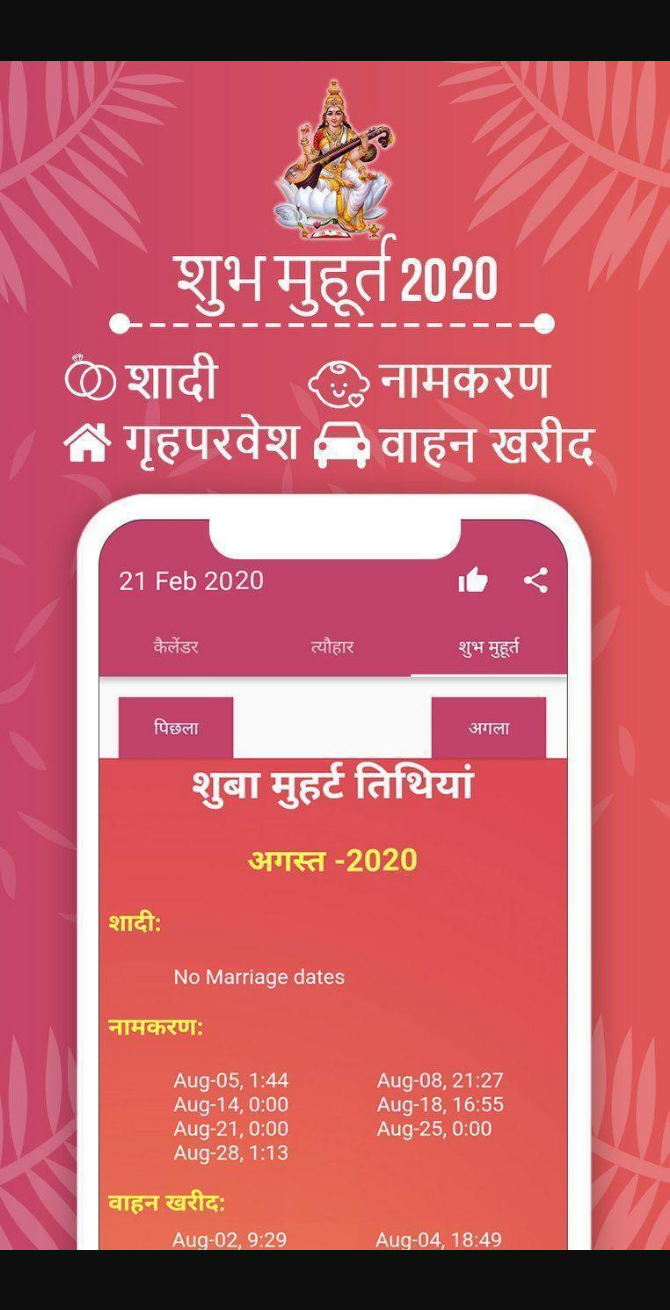 शुभ मुहूर्त 2020
शादी नामकरण
गृहपरवेश वाहन खरीद
21 Feb 2020
कैलेंडर त्यौहार शुभ मुहूर्त
पिछला अगला
शुबा मुहर्ट तिथियां
अगस्त -2020
शादी:
No Marriage dates
नामकरण:
Aug-05, 1:44 Aug-08, 21:27
Aug-14, 0:00 Aug-18, 16:55
Aug-21, 0:00 Aug-25, 0:00
Aug-28, 1:13
वाहन खरीद:
Aug-02, 9:29 Aug-04, 18:49